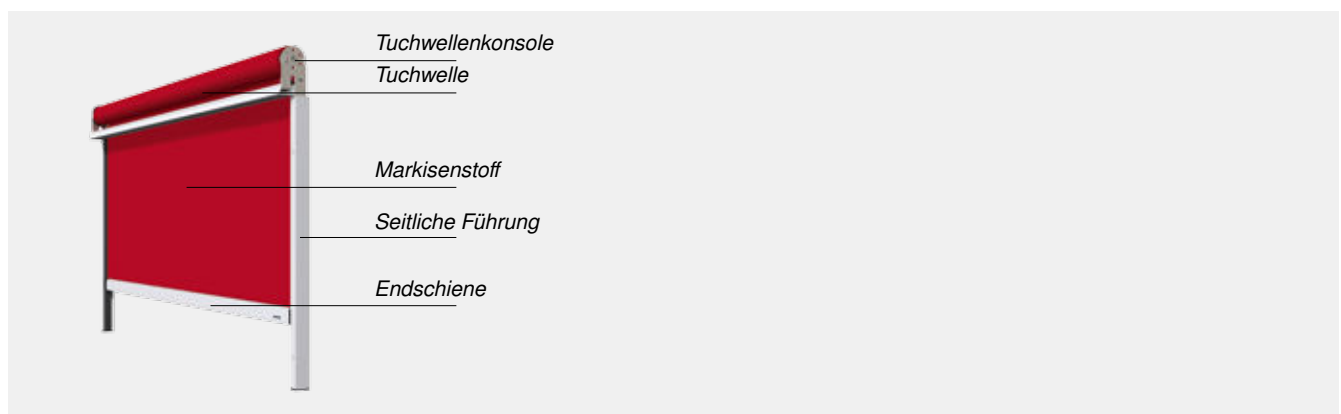 Tuchwellenkonsole
Tuchwelle
Markisenstoff
Seitliche Führung
Endschiene